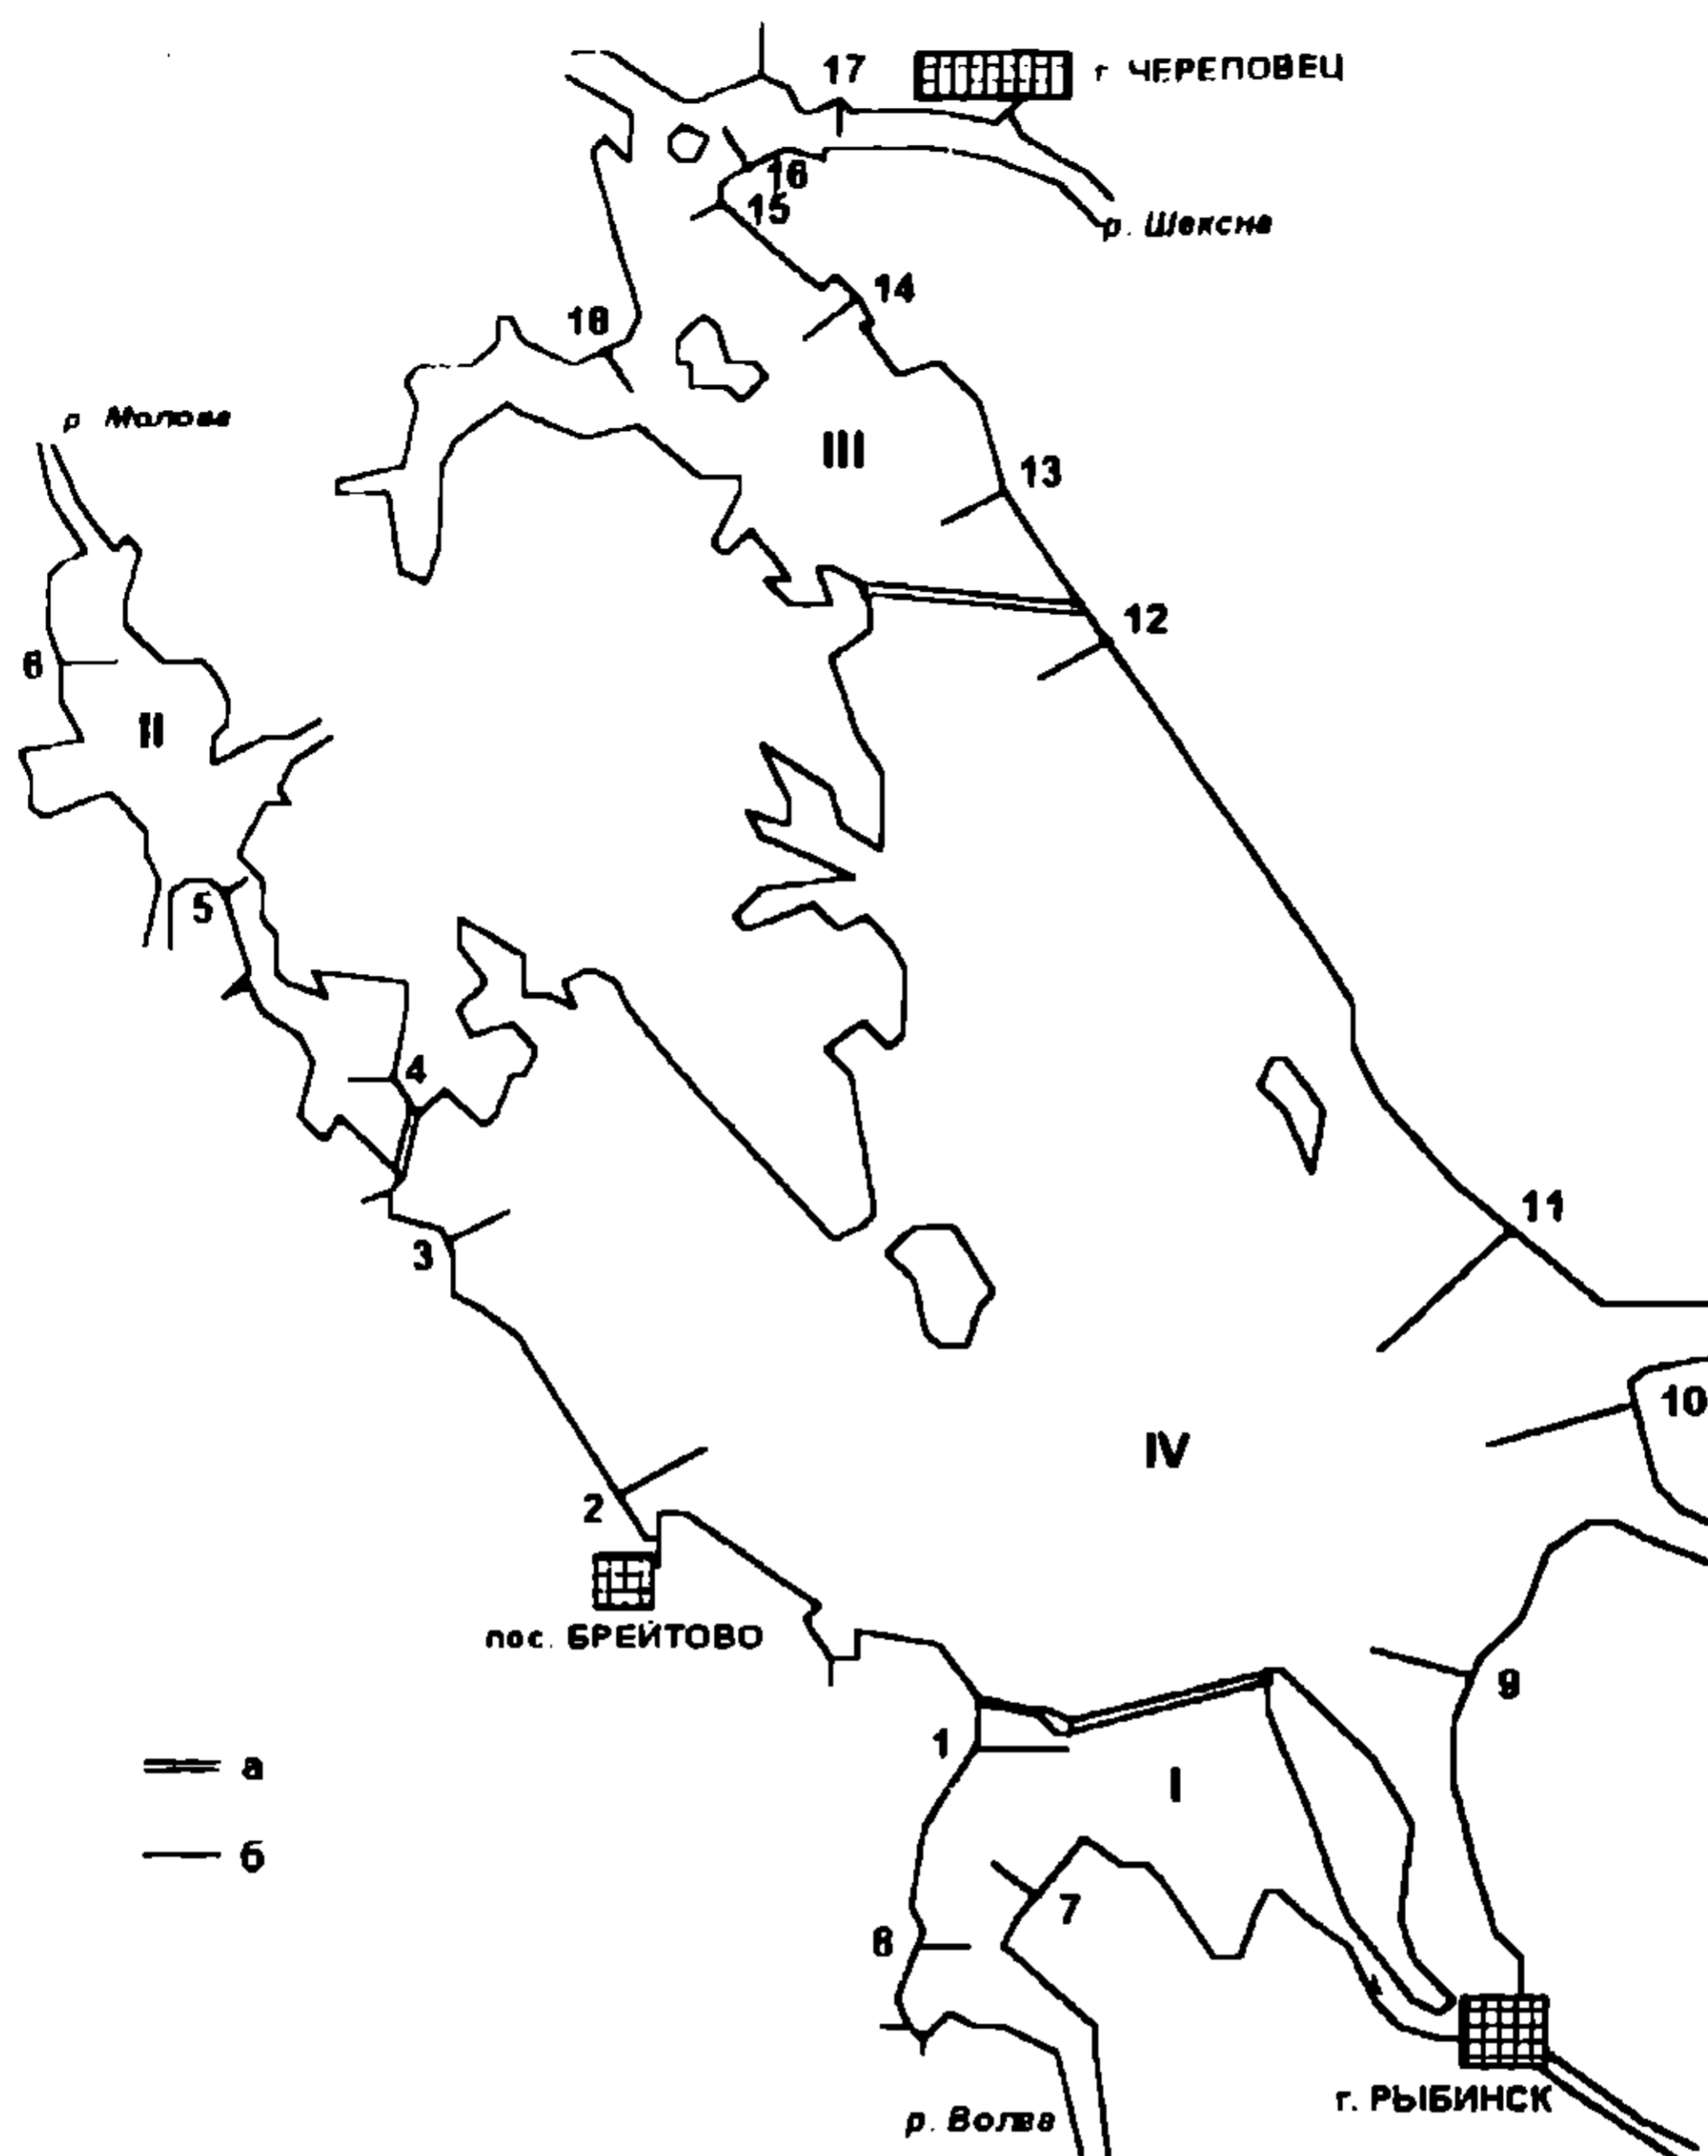 17
г ЧЕРЕПОВЕЦ
16
15
р. Шексна
14
18
р Молога
III
13
12
6
II
5
4
11
3
10
IV
2
пос. БРЕЙТОВО
9
1
а
I
б
7
8
г. РЫБИНСК
р. Волга